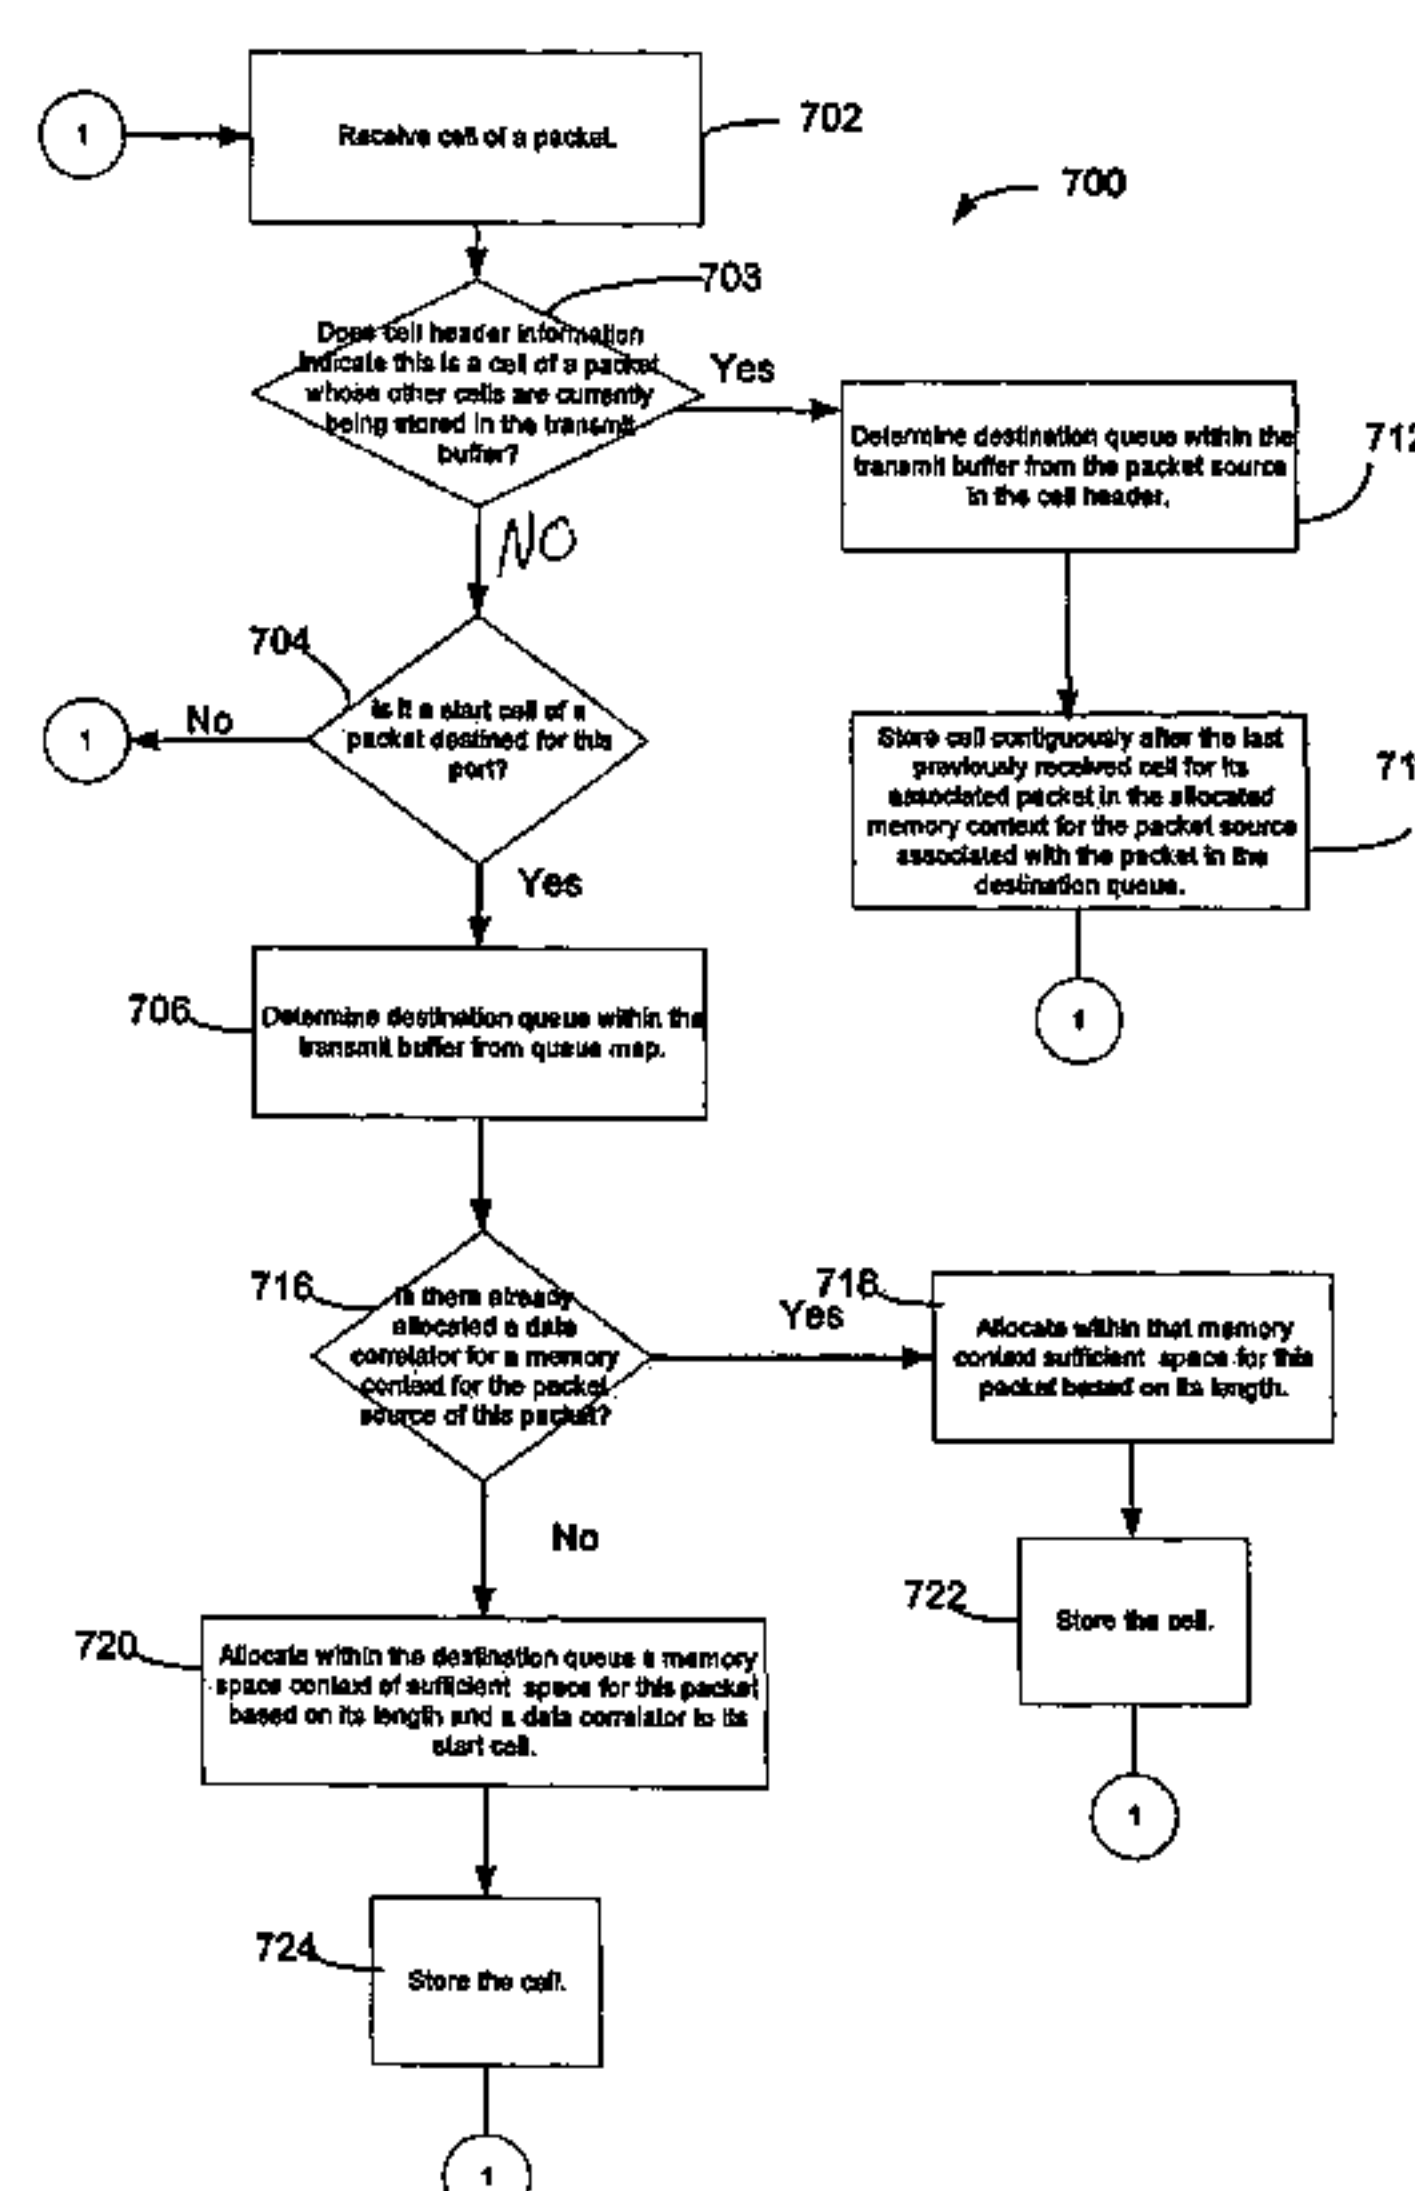 1
Receive cell of a packet.
702
700
703
Does cell header information
indicate this is a cell of a packet
whose other cells are currently
being stored in the transmit
buffer?
Yes
Determine destination queue within the
transmit buffer from the packet source
in the cell header.
712
NO
704
Is it a start cell of a
packet destined for this
port?
No
1
Yes
Store cell contiguously after the last
previously received cell for its
associated packet in the allocated
memory context for the packet source
associated with the packet in the
destination queue.
71
1
706
Determine destination queue within the
transmit buffer from queue map.
716
Is there already
allocated a data
correlator for a memory
context for the packet
source of this packet?
Yes
718
Allocate within that memory
context sufficient space for this
packet based on its length.
No
722
Store the cell.
1
720
Allocate within the destination queue a memory
space context of sufficient space for this packet
based on its length and a data correlator to its
start cell.
724
Store the cell.
1